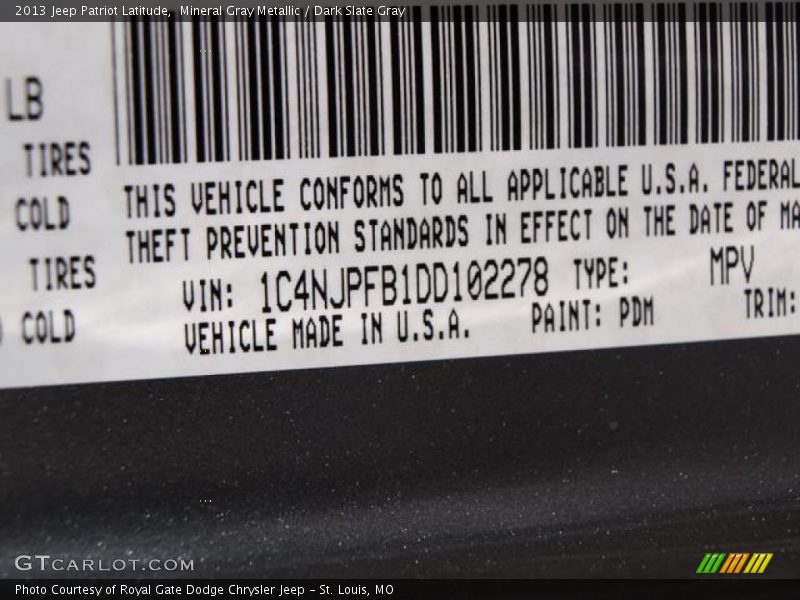 2013 Jeep Patriot Latitude, Mineral Gray Metallic / Dark Slate Gray
LB
TIRES
COLD
TIRES
COLD
THIS VEHICLE CONFORMS TO ALL APPLICABLE U.S.A. FEDERAL
THEFT PREVENTION STANDARDS IN EFFECT ON THE DATE OF MA
VIN: 1C4NJPFB1DD102278 TYPE: MPV
VEHICLE MADE IN U.S.A. PAINT: PDM TRIM:
GTCARLOT.COM
Photo Courtesy of Royal Gate Dodge Chrysler Jeep – St. Louis, MO